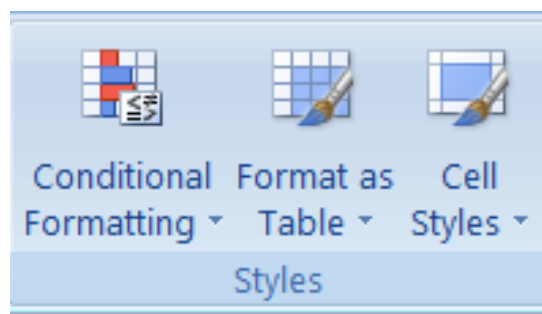 Conditional Formatting
Format as Table
Cell Styles
Styles